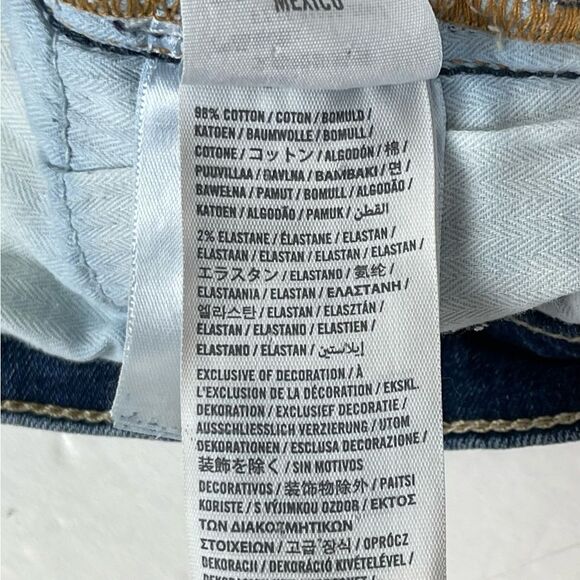 MEXICO
98% COTTON / COTON / BOMULD /
KATOEN / BAUMWOLLE / BOMULL /
COTONE / コットン / ALGODÓN / 棉 /
PUUVILLAA / BAVLNA / ΒΑΜΒΑΚΙ / 면 /
BAWEŁNA / PAMUT / BOMULL / ALGODÃO /
KATOEN / ALGODÃO / PAMUK / القطن /
2% ELASTANE / ÉLASTANE / ELASTAN /
ELASTAAN / ELASTAN / ELASTAN / ELASTAN /
エラスタン / ELASTANO / 氨纶 /
ELASTAANIA / ELASTAN / ΕΛΑΣΤΑΝΗ /
엘라스탄 / ELASTAN / ELASZTÁN /
ELASTAN / ELASTANO / ELASTIEN /
ELASTANO / ELASTAN / إيلاستين /
EXCLUSIVE OF DECORATION / À
L'EXCLUSION DE LA DÉCORATION / EKSKL.
DEKORATION / EXCLUSIEF DECORATIE /
AUSSCHLIESSLICH VERZIERUNG / UTOM
DEKORATIONEN / ESCLUSA DECORAZIONE /
装飾を除く / SIN MOTIVOS
DECORATIVOS / 装饰物除外 / PAITSI
KORISTE / S VÝJIMKOU OZDOR / ΕΚΤΟΣ
ΤΩΝ ΔΙΑΚΟΣΜΗΤΙΚΩΝ
ΣΤΟΙΧΕΙΩΝ / 고급 장식 / OPRÓCZ
DEKORACJI / DEKORÁCIÓ KIVÉTELÉVEL /
DEKORASJON